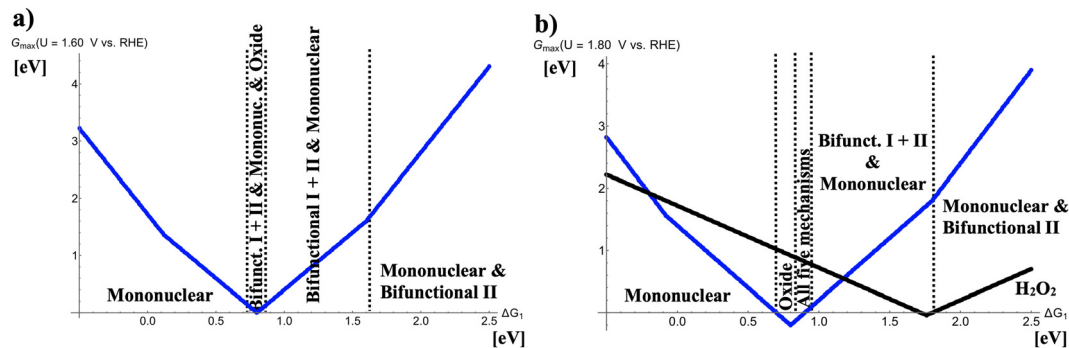 a)
G max(U = 1.60 V vs. RHE)
[eV]
4
3
2
1
Mononuclear
Bifunct. I + II & Mononuc. & Oxide
Bifunctional I + II & Mononuclear
Mononuclear &
Bifunctional II
0.0 0.5 1.0 1.5 2.0 2.5 ΔG1
[eV]
b)
G max(U = 1.80 V vs. RHE)
[eV]
4
3
2
1
Mononuclear
Oxide
All five mechanisms
Bifunct. I + II
&
Mononuclear
Mononuclear &
Bifunctional II
H₂O₂
0.0 0.5 1.0 1.5 2.0 2.5 ΔG1
[eV]